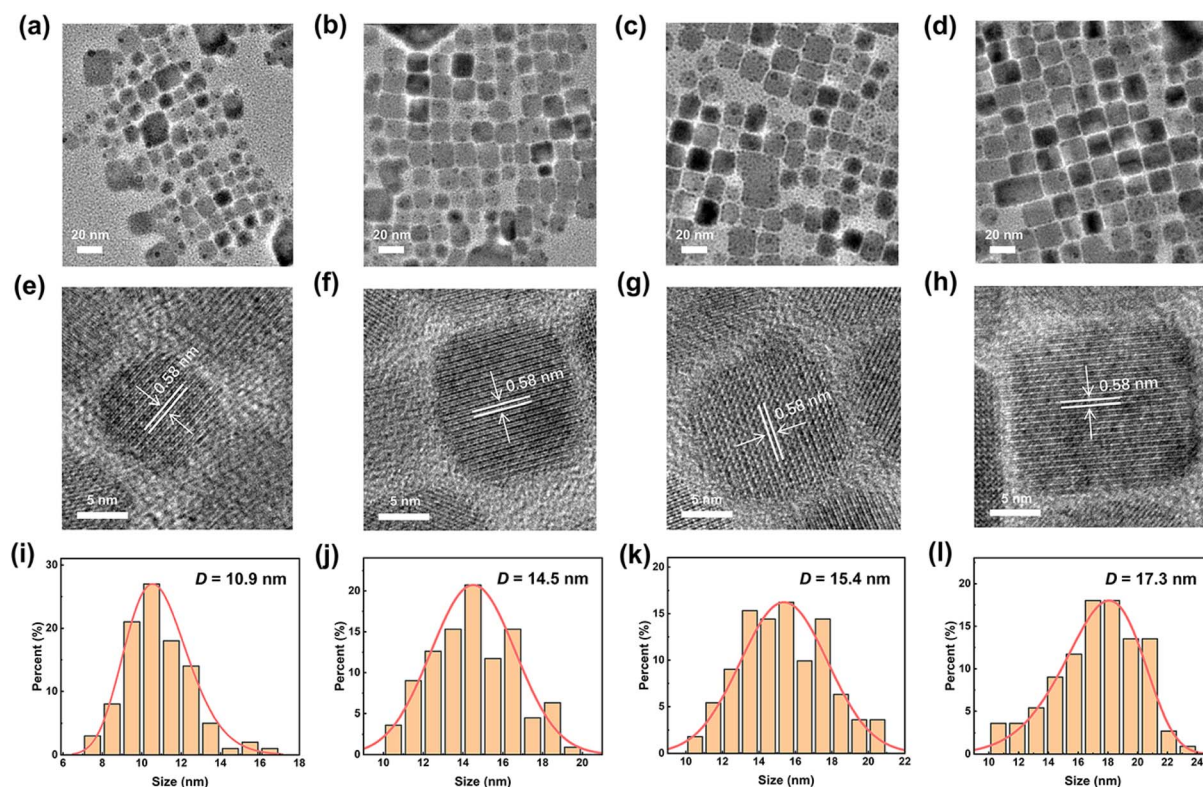 (a) (b) (c) (d)
20 nm 20 nm 20 nm 20 nm
(e) (f) (g) (h)
0.58 nm 0.58 nm 0.58 nm 0.58 nm
5 nm 5 nm 5 nm 5 nm
(i) (j) (k) (l)
D = 10.9 nm
30
20
10
0
Percent (%)
6 8 10 12 14 16 18
Size (nm)
D = 14.5 nm
20
15
10
5
0
Percent (%)
10 12 14 16 18 20
Size (nm)
D = 15.4 nm
20
15
10
5
0
Percent (%)
10 12 14 16 18 20 22
Size (nm)
D = 17.3 nm
20
15
10
5
0
Percent (%)
10 12 14 16 18 20 22 24
Size (nm)